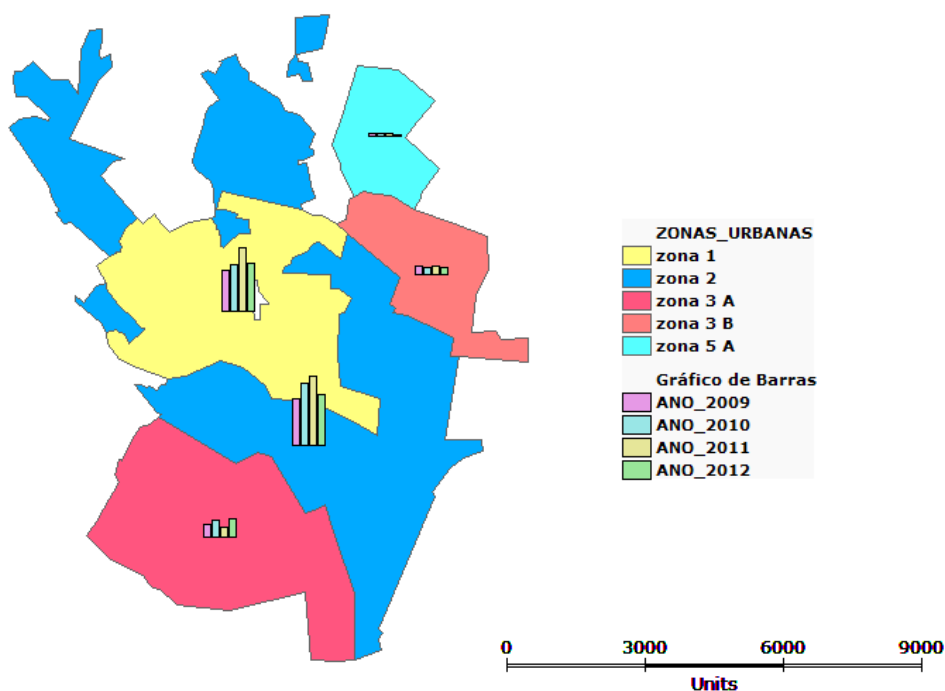 ZONAS_URBANAS
zona 1
zona 2
zona 3 A
zona 3 B
zona 5 A
Gráfico de Barras
ANO_2009
ANO_2010
ANO_2011
ANO_2012
0 3000 6000 9000
Units